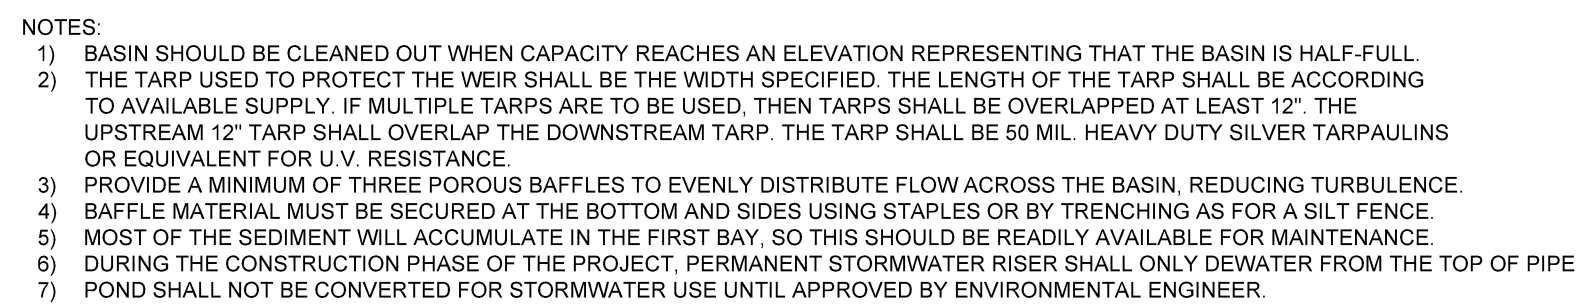 NOTES:
1) BASIN SHOULD BE CLEANED OUT WHEN CAPACITY REACHES AN ELEVATION REPRESENTING THAT THE BASIN IS HALF-FULL.
2) THE TARP USED TO PROTECT THE WEIR SHALL BE THE WIDTH SPECIFIED. THE LENGTH OF THE TARP SHALL BE ACCORDING
TO AVAILABLE SUPPLY. IF MULTIPLE TARPS ARE TO BE USED, THEN TARPS SHALL BE OVERLAPPED AT LEAST 12". THE
UPSTREAM 12" TARP SHALL OVERLAP THE DOWNSTREAM TARP. THE TARP SHALL BE 50 MIL. HEAVY DUTY SILVER TARPAULINS
OR EQUIVALENT FOR U.V. RESISTANCE.
3) PROVIDE A MINIMUM OF THREE POROUS BAFFLES TO EVENLY DISTRIBUTE FLOW ACROSS THE BASIN, REDUCING TURBULENCE.
4) BAFFLE MATERIAL MUST BE SECURED AT THE BOTTOM AND SIDES USING STAPLES OR BY TRENCHING AS FOR A SILT FENCE.
5) MOST OF THE SEDIMENT WILL ACCUMULATE IN THE FIRST BAY, SO THIS SHOULD BE READILY AVAILABLE FOR MAINTENANCE.
6) DURING THE CONSTRUCTION PHASE OF THE PROJECT, PERMANENT STORMWATER RISER SHALL ONLY DEWATER FROM THE TOP OF PIPE
7) POND SHALL NOT BE CONVERTED FOR STORMWATER USE UNTIL APPROVED BY ENVIRONMENTAL ENGINEER.